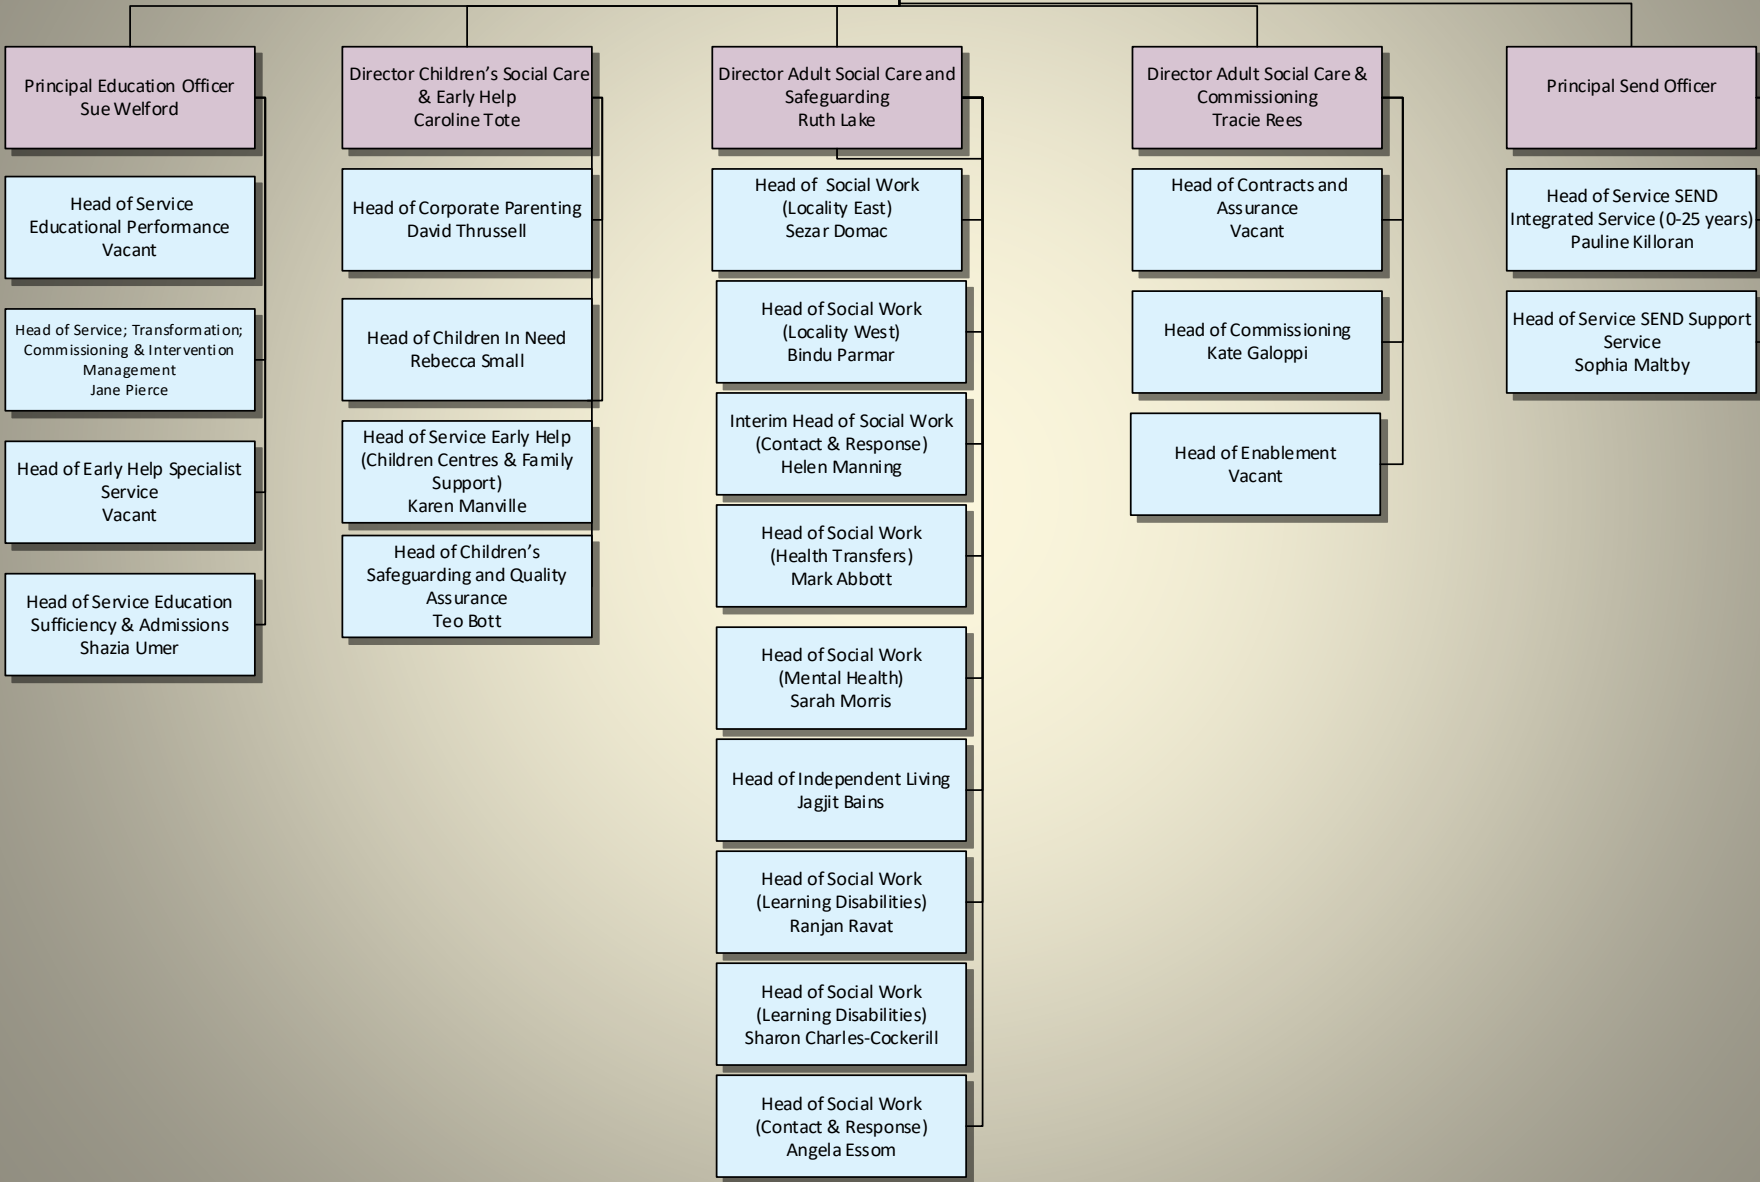 Principal Education Officer
Sue Welford
Head of Service
Educational Performance
Vacant
Head of Service; Transformation;
Commissioning & Intervention
Management
Jane Pierce
Head of Early Help Specialist
Service
Vacant
Head of Service Education
Sufficiency & Admissions
Shazia Umer
Director Children's Social Care
& Early Help
Caroline Tote
Head of Corporate Parenting
David Thrussell
Head of Children In Need
Rebecca Small
Head of Service Early Help
(Children Centres & Family
Support)
Karen Manville
Head of Children's
Safeguarding and Quality
Assurance
Teo Bott
Director Adult Social Care and
Safeguarding
Ruth Lake
Head of Social Work
(Locality East)
Sezar Domac
Head of Social Work
(Locality West)
Bindu Parmar
Interim Head of Social Work
(Contact & Response)
Helen Manning
Head of Social Work
(Health Transfers)
Mark Abbott
Head of Social Work
(Mental Health)
Sarah Morris
Head of Independent Living
Jagjit Bains
Head of Social Work
(Learning Disabilities)
Ranjan Ravat
Head of Social Work
(Learning Disabilities)
Sharon Charles-Cockerill
Head of Social Work
(Contact & Response)
Angela Essom
Director Adult Social Care &
Commissioning
Tracie Rees
Head of Contracts and
Assurance
Vacant
Head of Commissioning
Kate Galoppi
Head of Enablement
Vacant
Principal Send Officer
Head of Service SEND
Integrated Service (0-25 years)
Pauline Killoran
Head of Service SEND Support
Service
Sophia Maltby